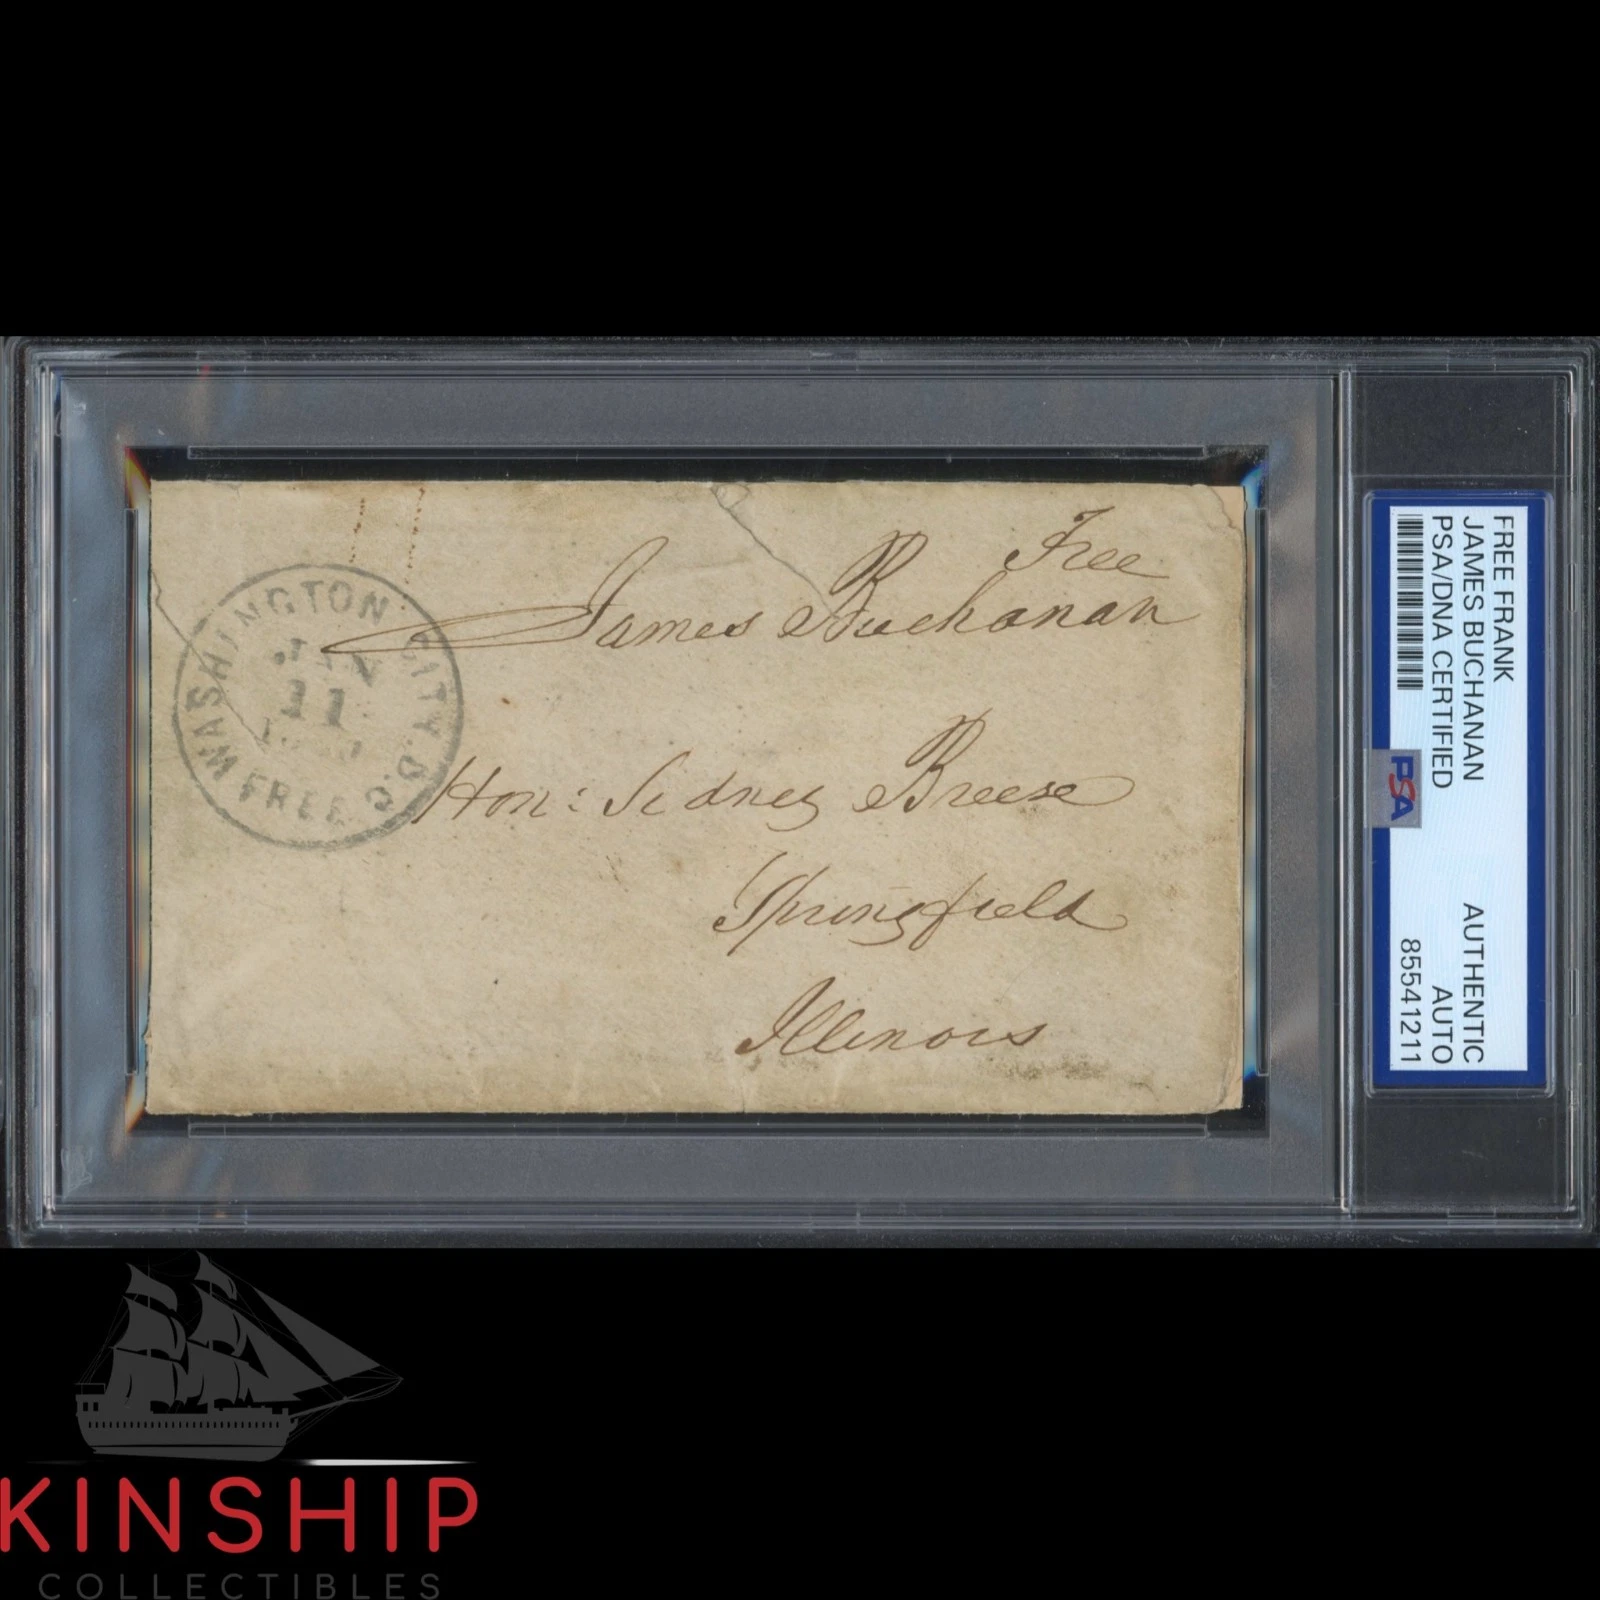 Free
James Buchanan
WASHINGTON CITY. D.C.
JAN
11
FREE
Hon: Sidney Breese
Springfield
Illinois
FREE FRANK
JAMES BUCHANAN
PSA/DNA CERTIFIED
AUTHENTIC
AUTO
85541211
PSA
KINSHIP
COLLECTIBLES